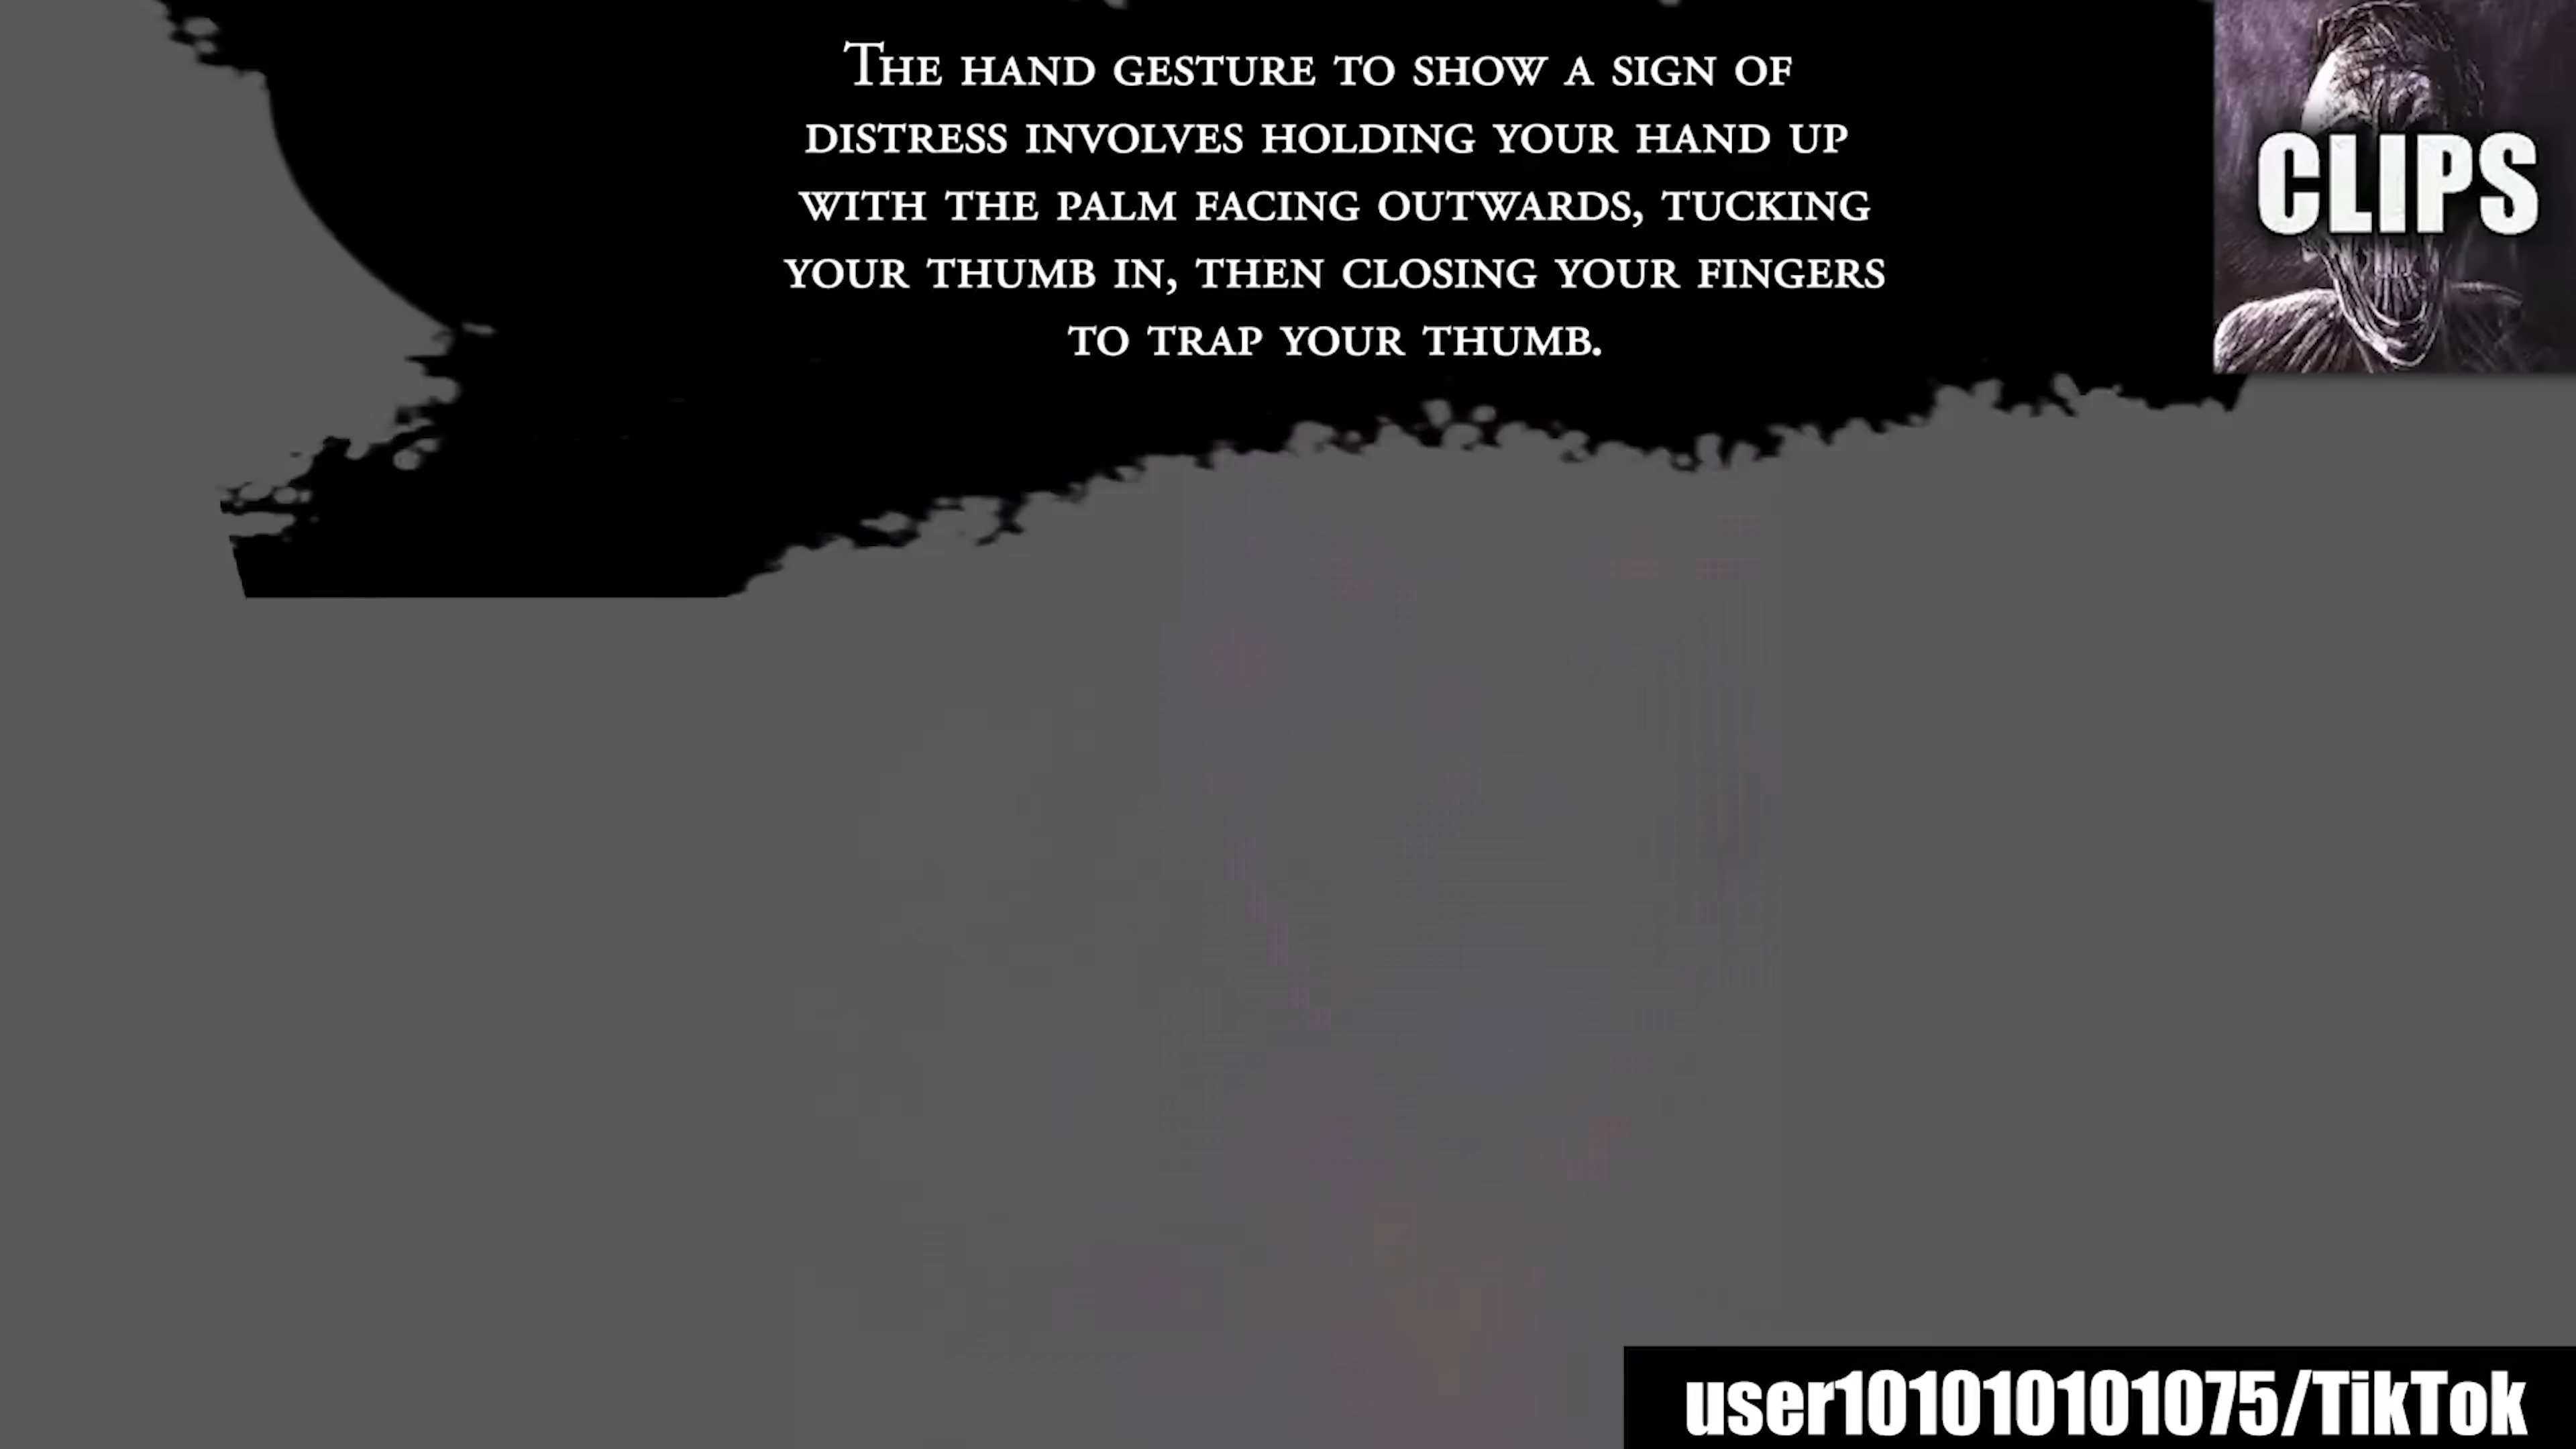 The hand gesture to show a sign of
distress involves holding your hand up
with the palm facing outwards, tucking
your thumb in, then closing your fingers
to trap your thumb.
CLIPS
user101010101075/TikTok